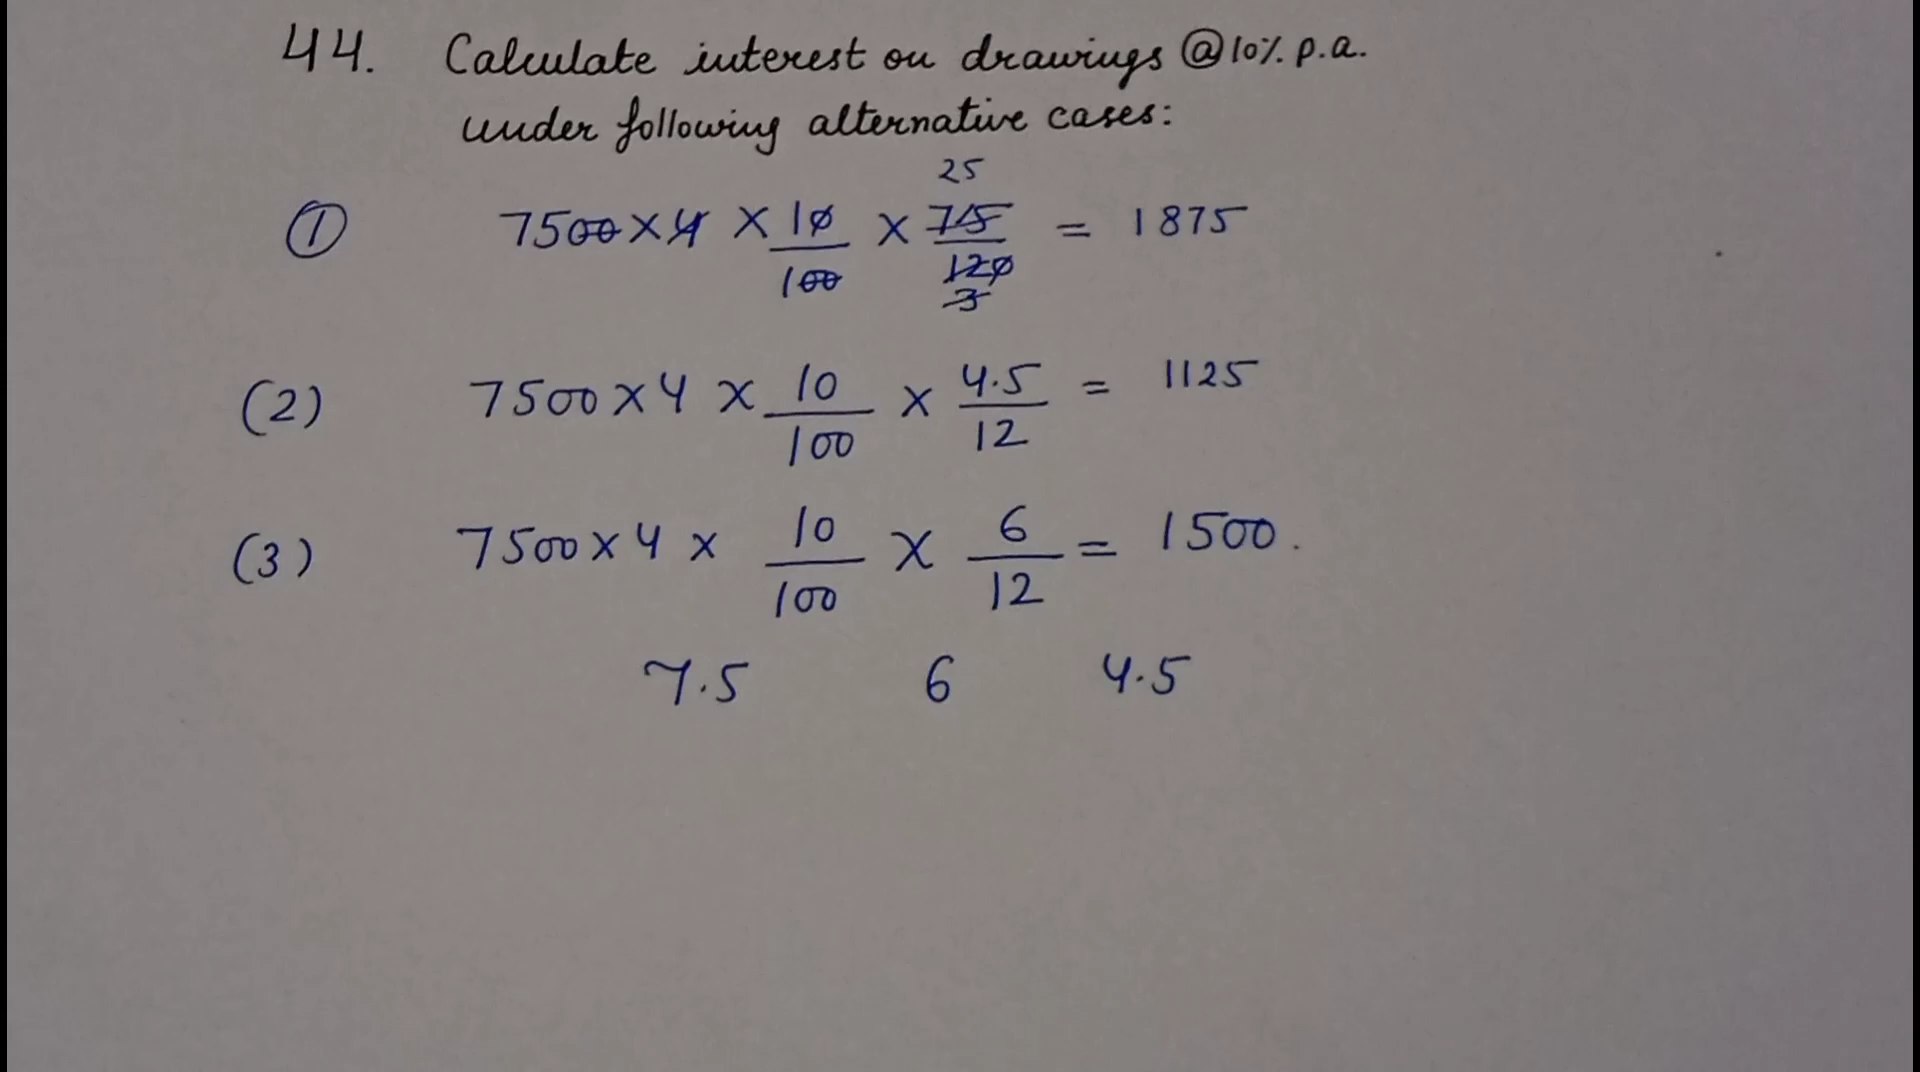 44. Calculate interest on drawings @10% p.a.
under following alternative cases:
25
① 7500 × 4 × 10/100 × 75/120 = 1875
3
(2) 7500 × 4 × 10/100 × 4.5/12 = 1125
(3) 7500 × 4 × 10/100 × 6/12 = 1500.
7.5 6 4.5